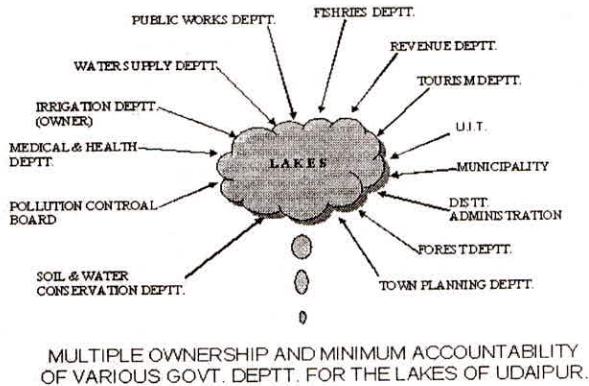 PUBLIC WORKS DEPTT.
FISHRIES DEPTT.
REVENUE DEPTT.
WATER SUPPLY DEPTT.
TOURISM DEPTT.
IRRIGATION DEPTT.
(OWNER)
U.I.T.
MEDICAL & HEALTH
DEPTT.
LAKES
MUNICIPALITY
POLLUTION CONTROAL
BOARD
DISTT.
ADMINISTRATION
FOREST DEPTT.
SOIL & WATER
CONSERVATION DEPTT.
TOWN PLANNING DEPTT.
MULTIPLE OWNERSHIP AND MINIMUM ACCOUNTABILITY
OF VARIOUS GOVT. DEPTT. FOR THE LAKES OF UDAIPUR.